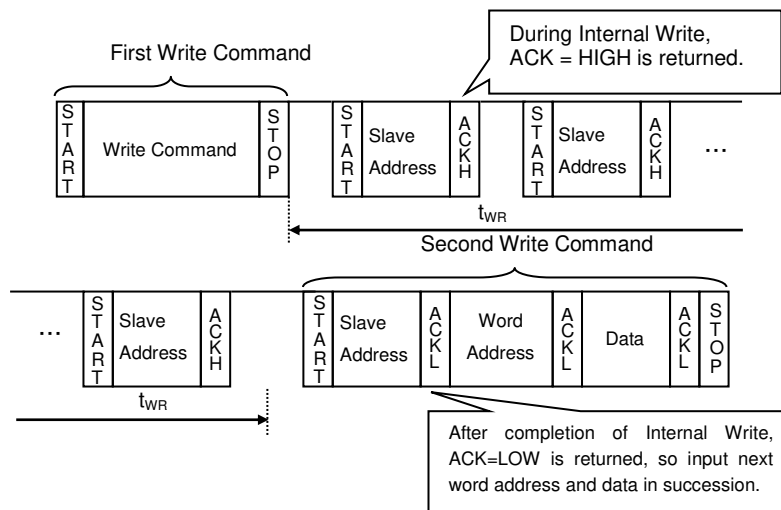 During Internal Write,
ACK = HIGH is returned.
First Write Command
START
Write Command
STOP
START
Slave
Address
ACKH
START
Slave
Address
ACKH
...
tWR
Second Write Command
...
START
Slave
Address
ACKH
START
Slave
Address
ACKL
Word
Address
ACKL
Data
ACKL
STOP
tWR
After completion of Internal Write,
ACK=LOW is returned, so input next
word address and data in succession.